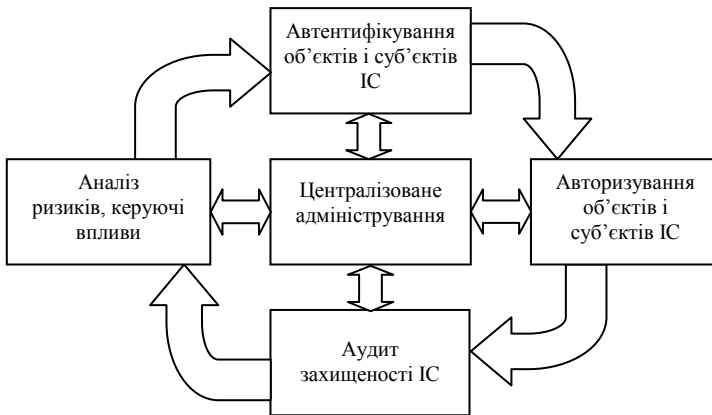 Автентифікування
об’єктів і суб’єктів
ІС
Аналіз
ризиків, керуючі
впливи
Централізоване
адміністрування
Авторизування
об’єктів і
суб’єктів ІС
Аудит
захищеності ІС